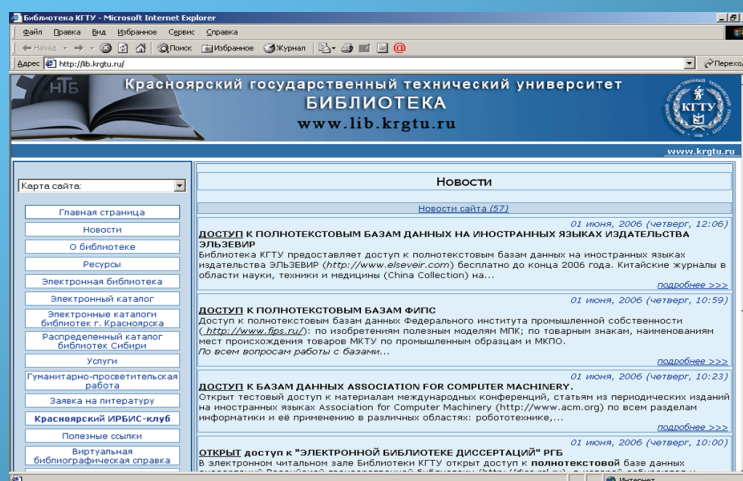 Библиотека КГТУ - Microsoft Internet Explorer
Файл Правка Вид Избранное Сервис Справка
Назад Поиск Избранное Журнал
Адрес http://lib.krgtu.ru/ Перехо
НТБ
Красноярский государственный технический университет
БИБЛИОТЕКА
www.lib.krgtu.ru
КГТУ
www.krgtu.ru
Карта сайта:
Главная страница
Новости
О библиотеке
Ресурсы
Электронная библиотека
Электронный каталог
Электронные каталоги
библиотек г. Красноярска
Распределенный каталог
библиотек Сибири
Услуги
Гуманитарно-просветительская
работа
Заявка на литературу
Красноярский ИРБИС-клуб
Полезные ссылки
Виртуальная
библиографическая справка
Новости
Новости сайта (57)
01 июня, 2006 (четверг, 12:06)
ДОСТУП К ПОЛНОТЕКСТОВЫМ БАЗАМ ДАННЫХ НА ИНОСТРАННЫХ ЯЗЫКАХ ИЗДАТЕЛЬСТВА
ЭЛЬЗЕВИР
Библиотека КГТУ предоставляет доступ к полнотекстовым базам данных на иностранных языках
издательства ЭЛЬЗЕВИР (http://www.elseveir.com) бесплатно до конца 2006 года. Китайские журналы в
области науки, техники и медицины (China Collection) на...
подробнее >>>
01 июня, 2006 (четверг, 10:59)
ДОСТУП К ПОЛНОТЕКСТОВЫМ БАЗАМ ФИПС
Доступ к полнотекстовым базам данных Федерального института промышленной собственности
( http://www.fips.ru/): по изобретениям полезным моделям МПК; по товарным знакам, наименованиям
мест происхождения товаров МКТУ по промышленным образцам и МКПО.
По всем вопросам работы с базами...
подробнее >>>
01 июня, 2006 (четверг, 10:23)
ДОСТУП К БАЗАМ ДАННЫХ ASSOCIATION FOR COMPUTER MACHINERY.
Открыт тестовый доступ к материалам международных конференций, статьям из периодических изданий
на иностранных языках Association for Computer Machinery (http://www.acm.org) по всем разделам
информатики и её применению в различных областях: робототехнике,...
подробнее >>>
01 июня, 2006 (четверг, 10:00)
ОТКРЫТ доступ к "ЭЛЕКТРОННОЙ БИБЛИОТЕКЕ ДИССЕРТАЦИЙ" РГБ
В электронном читальном зале Библиотеки КГТУ открыт доступ к полнотекстовой базе данных
Интернет